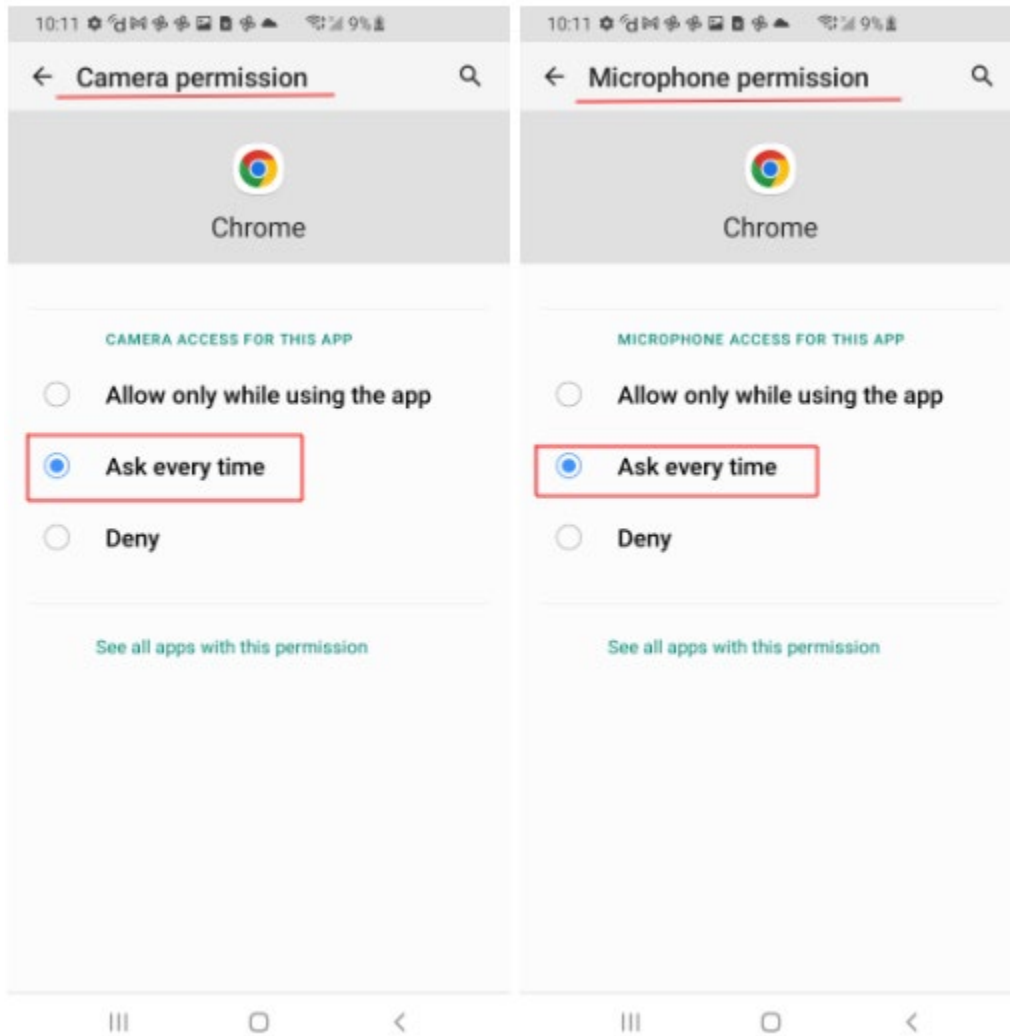 10:11 9%
Camera permission
Chrome
CAMERA ACCESS FOR THIS APP
Allow only while using the app
Ask every time
Deny
See all apps with this permission
10:11 9%
Microphone permission
Chrome
MICROPHONE ACCESS FOR THIS APP
Allow only while using the app
Ask every time
Deny
See all apps with this permission